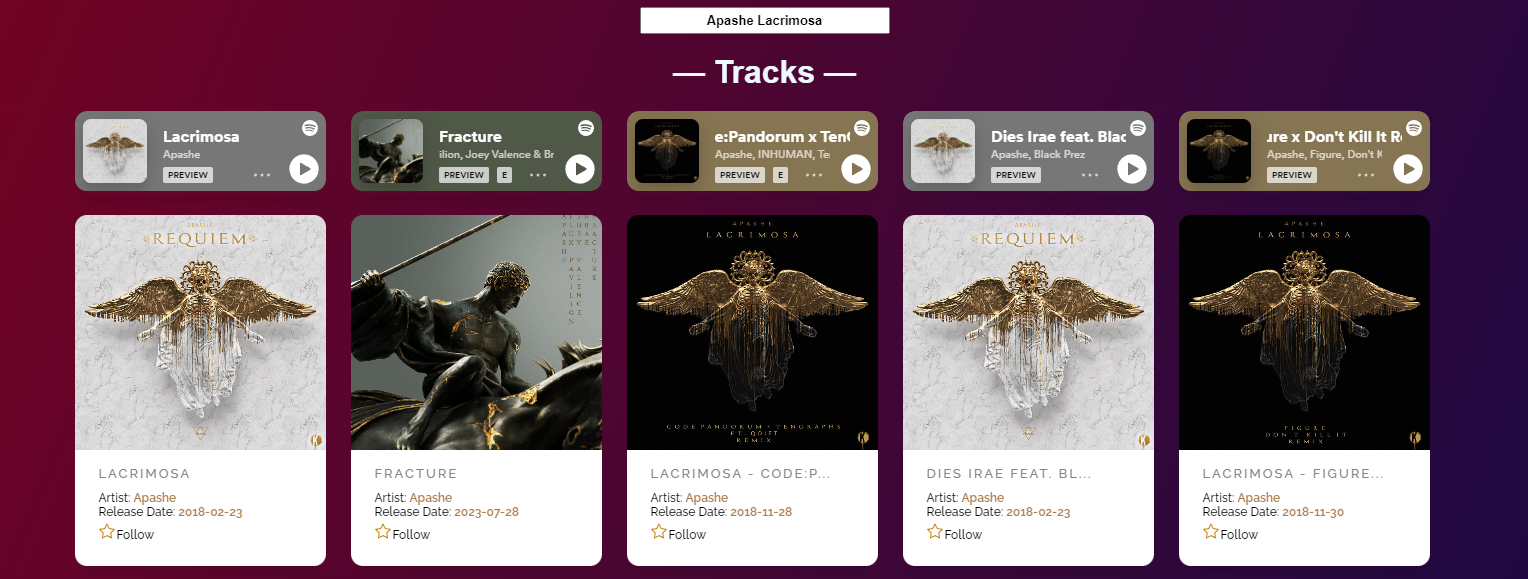 Apashe Lacrimosa
— Tracks —
Lacrimosa
Apashe
PREVIEW
Fracture
ilion, Joey Valence & Br
PREVIEW E
e:Pandorum x Ten
Apashe, INHUMAN, Te
PREVIEW E
Dies Irae feat. Blac
Apashe, Black Prez
PREVIEW
ure x Don't Kill It R
Apashe, Figure, Don't K
PREVIEW
APASHE
REQUIEM
LACRIMOSA
Artist: Apashe
Release Date: 2018-02-23
Follow
FRACTURE
Artist: Apashe
Release Date: 2023-07-28
Follow
APASHE
LACRIMOSA
CODE:PANDORUM × TENGRAPHS
FT. QOIET
REMIX
LACRIMOSA - CODE:P...
Artist: Apashe
Release Date: 2018-11-28
Follow
APASHE
REQUIEM
DIES IRAE FEAT. BL...
Artist: Apashe
Release Date: 2018-02-23
Follow
APASHE
LACRIMOSA
FIGURE
DON'T KILL IT
REMIX
LACRIMOSA - FIGURE...
Artist: Apashe
Release Date: 2018-11-30
Follow